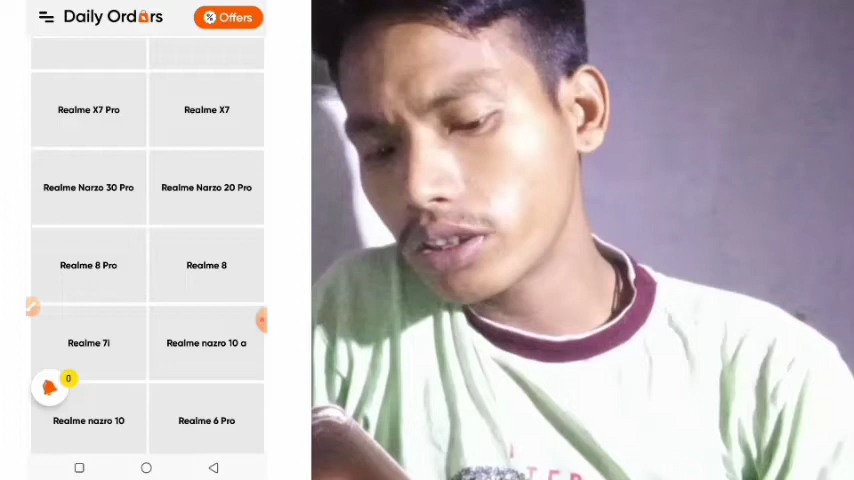 Daily Orders
Offers
Realme X7 Pro
Realme X7
Realme Narzo 30 Pro
Realme Narzo 20 Pro
Realme 8 Pro
Realme 8
Realme 7i
Realme nazro 10 a
0
Realme nazro 10
Realme 6 Pro